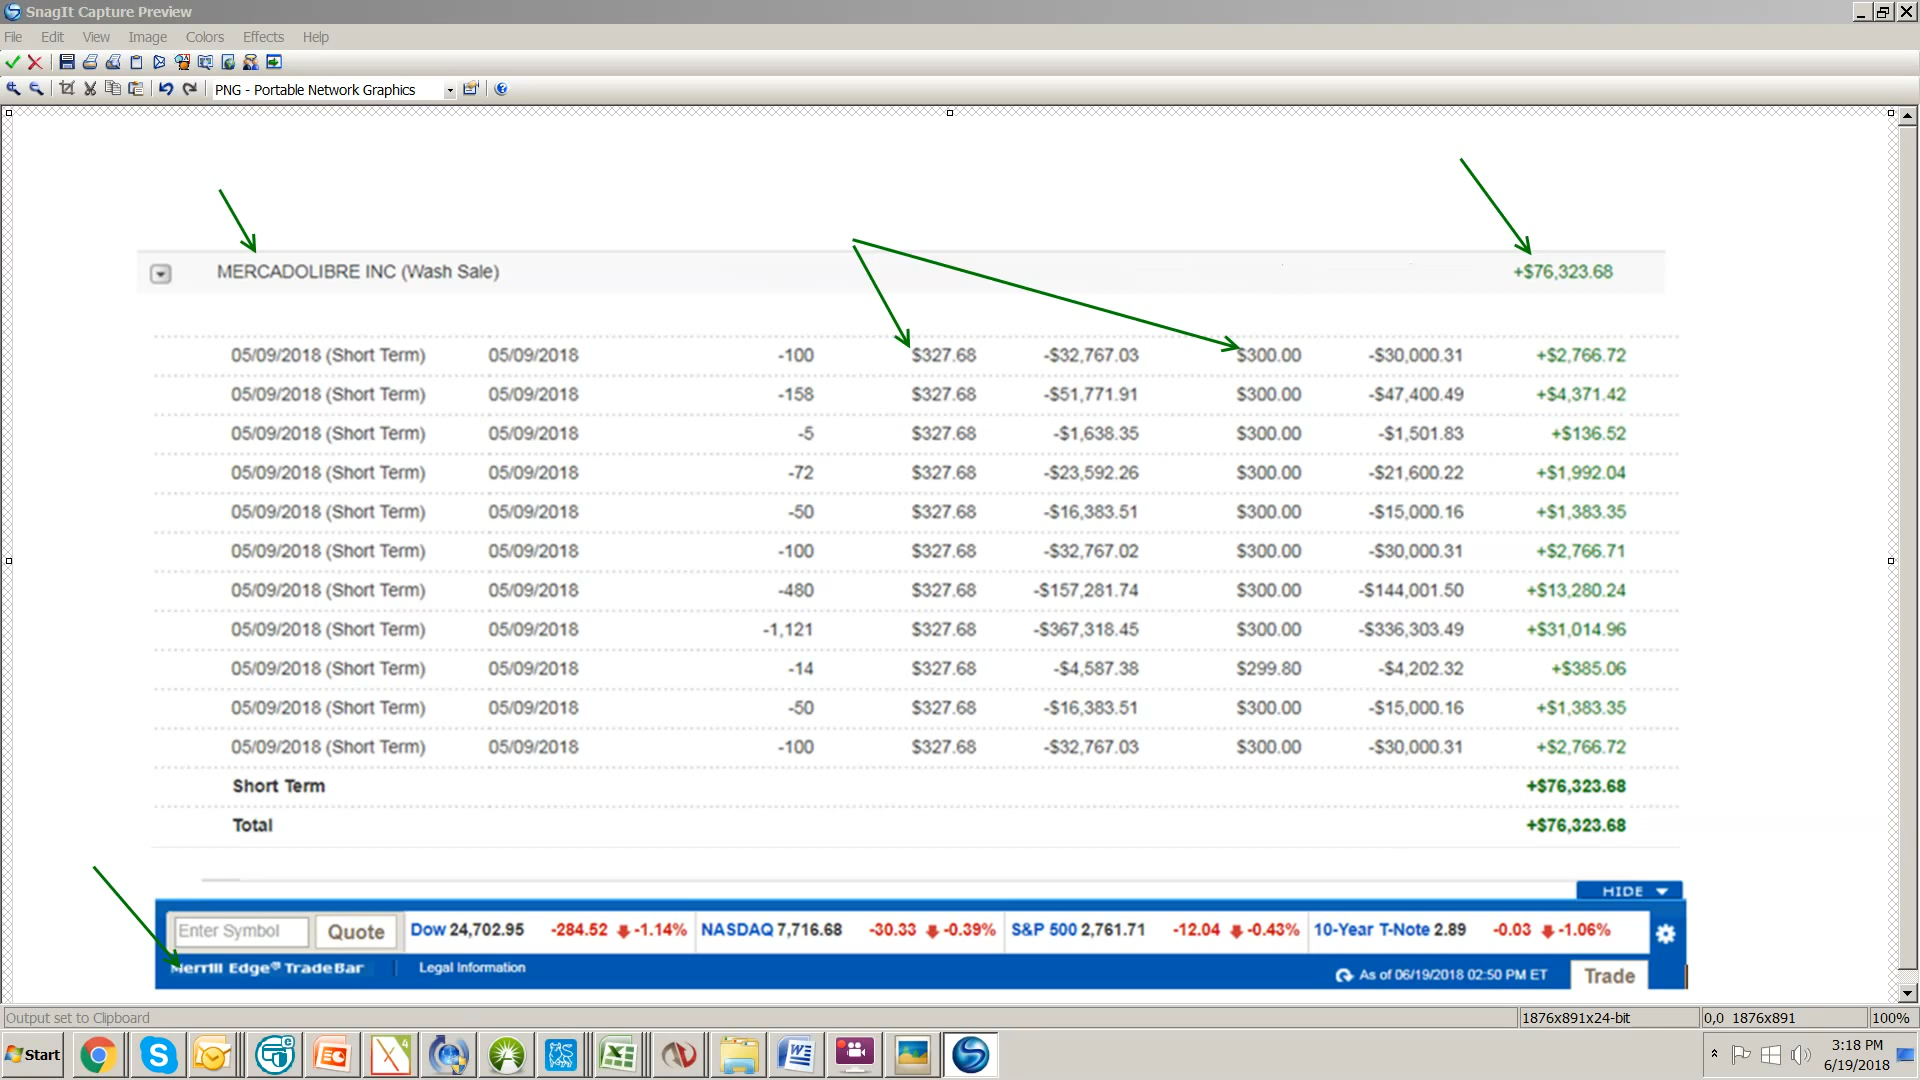 SnagIt Capture Preview
File Edit View Image Colors Effects Help
PNG - Portable Network Graphics
MERCADOLIBRE INC (Wash Sale) +$76,323.68
05/09/2018 (Short Term) 05/09/2018 -100 $327.68 -$32,767.03 $300.00 -$30,000.31 +$2,766.72
05/09/2018 (Short Term) 05/09/2018 -158 $327.68 -$51,771.91 $300.00 -$47,400.49 +$4,371.42
05/09/2018 (Short Term) 05/09/2018 -5 $327.68 -$1,638.35 $300.00 -$1,501.83 +$136.52
05/09/2018 (Short Term) 05/09/2018 -72 $327.68 -$23,592.26 $300.00 -$21,600.22 +$1,992.04
05/09/2018 (Short Term) 05/09/2018 -50 $327.68 -$16,383.51 $300.00 -$15,000.16 +$1,383.35
05/09/2018 (Short Term) 05/09/2018 -100 $327.68 -$32,767.02 $300.00 -$30,000.31 +$2,766.71
05/09/2018 (Short Term) 05/09/2018 -480 $327.68 -$157,281.74 $300.00 -$144,001.50 +$13,280.24
05/09/2018 (Short Term) 05/09/2018 -1,121 $327.68 -$367,318.45 $300.00 -$336,303.49 +$31,014.96
05/09/2018 (Short Term) 05/09/2018 -14 $327.68 -$4,587.38 $299.80 -$4,202.32 +$385.06
05/09/2018 (Short Term) 05/09/2018 -50 $327.68 -$16,383.51 $300.00 -$15,000.16 +$1,383.35
05/09/2018 (Short Term) 05/09/2018 -100 $327.68 -$32,767.03 $300.00 -$30,000.31 +$2,766.72
Short Term +$76,323.68
Total +$76,323.68
HIDE
Enter Symbol Quote Dow 24,702.95 -284.52 -1.14% NASDAQ 7,716.68 -30.33 -0.39% S&P 500 2,761.71 -12.04 -0.43% 10-Year T-Note 2.89 -0.03 -1.06%
Merrill Edge® TradeBar | Legal Information As of 06/19/2018 02:50 PM ET Trade
Output set to Clipboard 1876x891x24-bit 0,0 1876x891 100%
Start 3:18 PM
6/19/2018